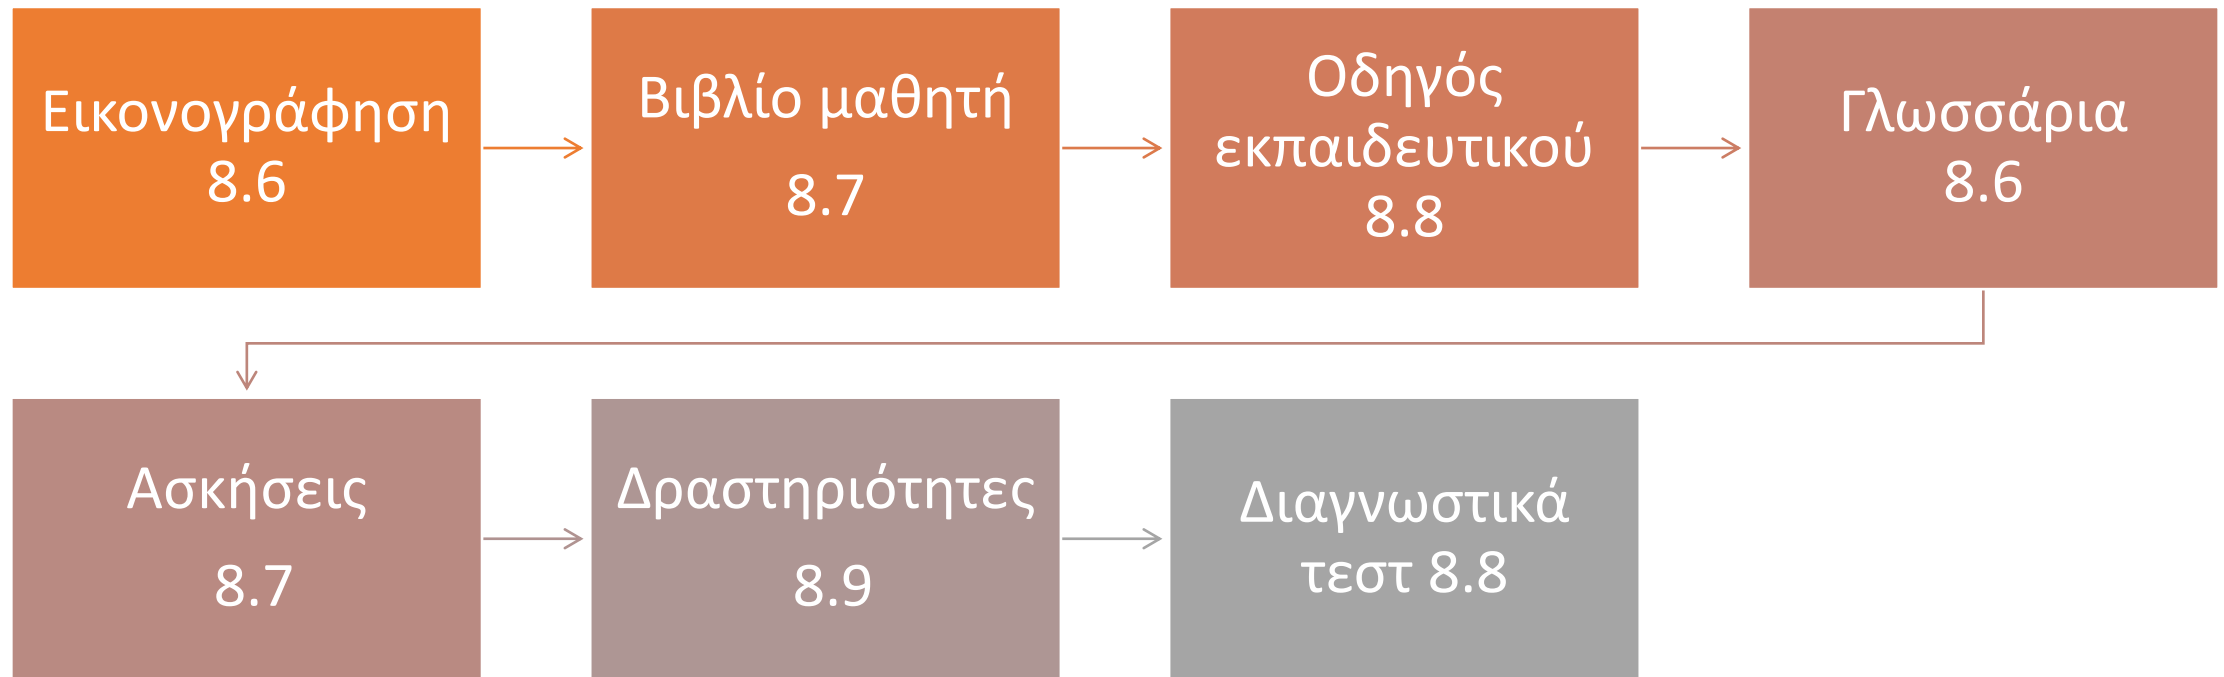 Εικονογράφηση
8.6
Βιβλίο μαθητή
8.7
Οδηγός
εκπαιδευτικού
8.8
Γλωσσάρια
8.6
Ασκήσεις
8.7
Δραστηριότητες
8.9
Διαγνωστικά
τεστ 8.8